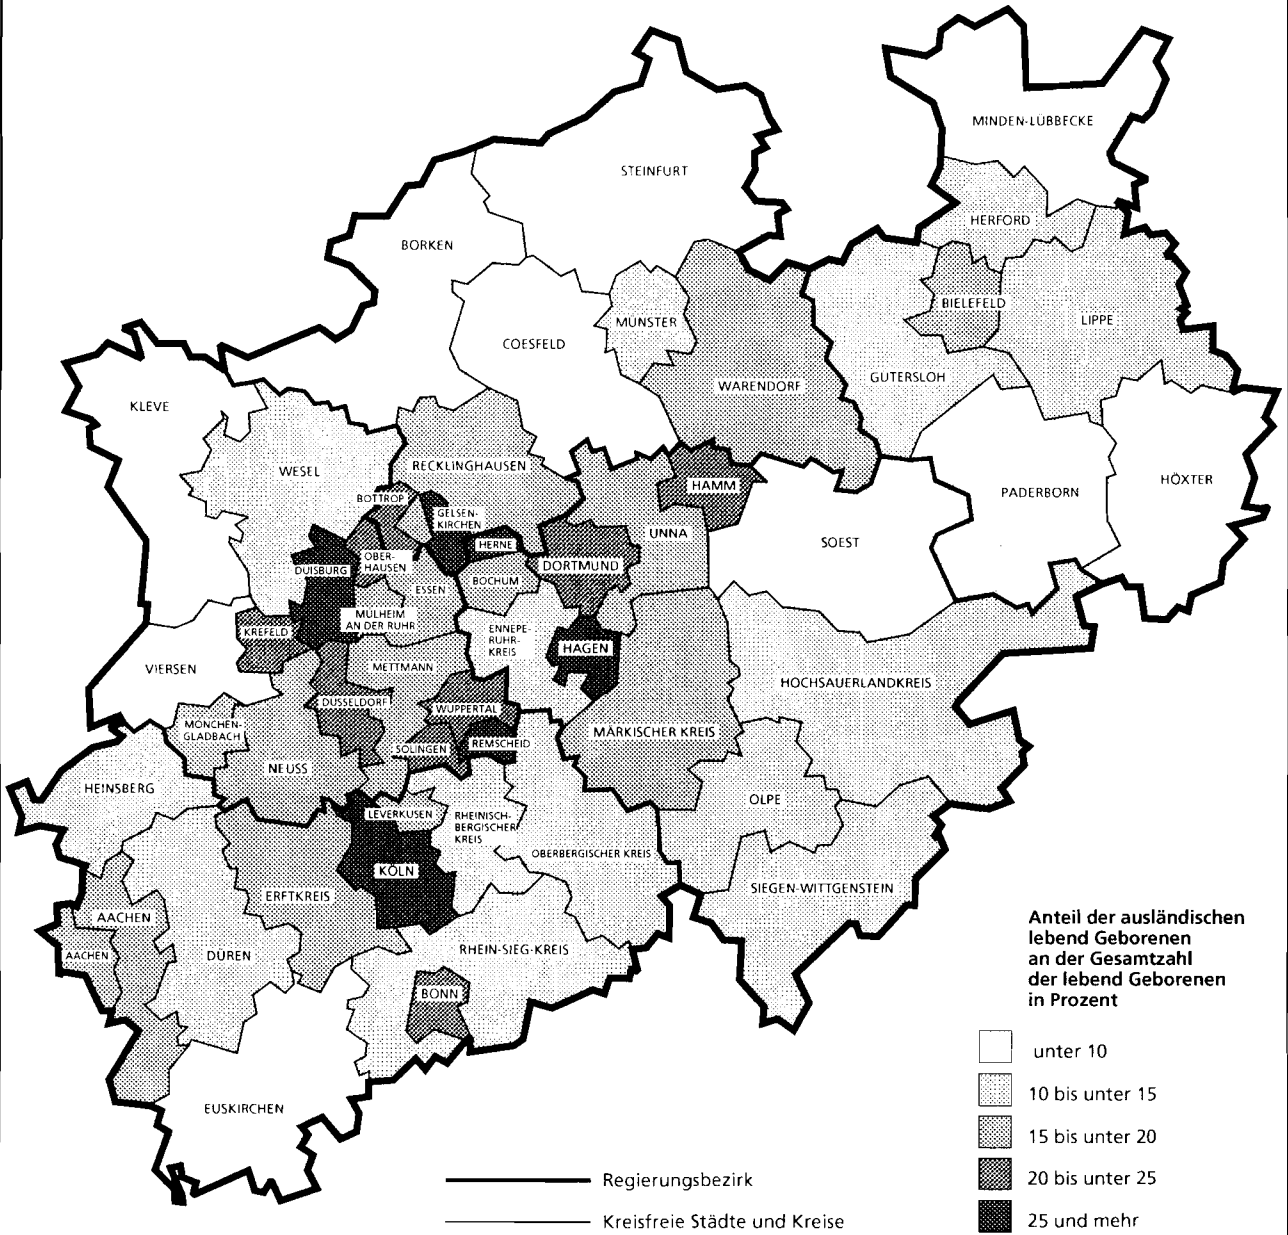 MINDEN-LÜBBECKE
STEINFURT
HERFORD
BORKEN
BIELEFELD
MÜNSTER
LIPPE
COESFELD
GUTERSLOH
WARENDORF
KLEVE
RECKLINGHAUSEN
WESEL
HÖXTER
HAMM
PADERBORN
BOTTROP
GELSEN-
KIRCHEN
UNNA
SOEST
HERNE
OBER-
HAUSEN
DORTMUND
DUISBURG
BOCHUM
ESSEN
MÜLHEIM
AN DER RUHR
KREFELD
ENNEPE-
RUHR-
KREIS
HAGEN
VIERSEN
METTMANN
HOCHSAUERLANDKREIS
DÜSSELDORF
WUPPERTAL
MÖNCHEN-
GLADBACH
MÄRKISCHER KREIS
REMSCHEID
SOLINGEN
NEUSS
HEINSBERG
OLPE
LEVERKUSEN
RHEINISCH-
BERGISCHER
KREIS
OBERBERGISCHER KREIS
KÖLN
SIEGEN-WITTGENSTEIN
ERFTKREIS
AACHEN
AACHEN
DÜREN
RHEIN-SIEG-KREIS
BONN
EUSKIRCHEN
Anteil der ausländischen
lebend Geborenen
an der Gesamtzahl
der lebend Geborenen
in Prozent
unter 10
10 bis unter 15
15 bis unter 20
20 bis unter 25
25 und mehr
Regierungsbezirk
Kreisfreie Städte und Kreise